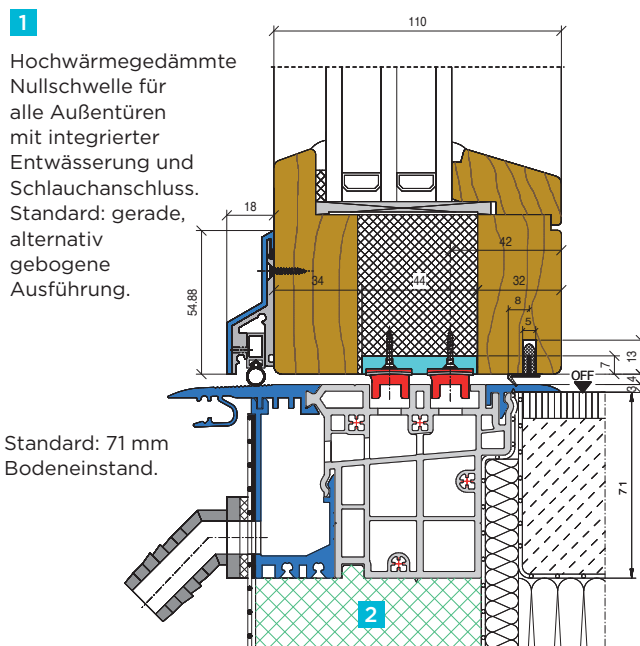 1
Hochwärmegedämmte
Nullschwelle für
alle Außentüren
mit integrierter
Entwässerung und
Schlauchanschluss.
Standard: gerade,
alternativ
gebogene
Ausführung.
110
18
42
54.88
34
44
32
8
5
13
7
4
3
OFF
Standard: 71 mm
Bodeneinstand.
71
2